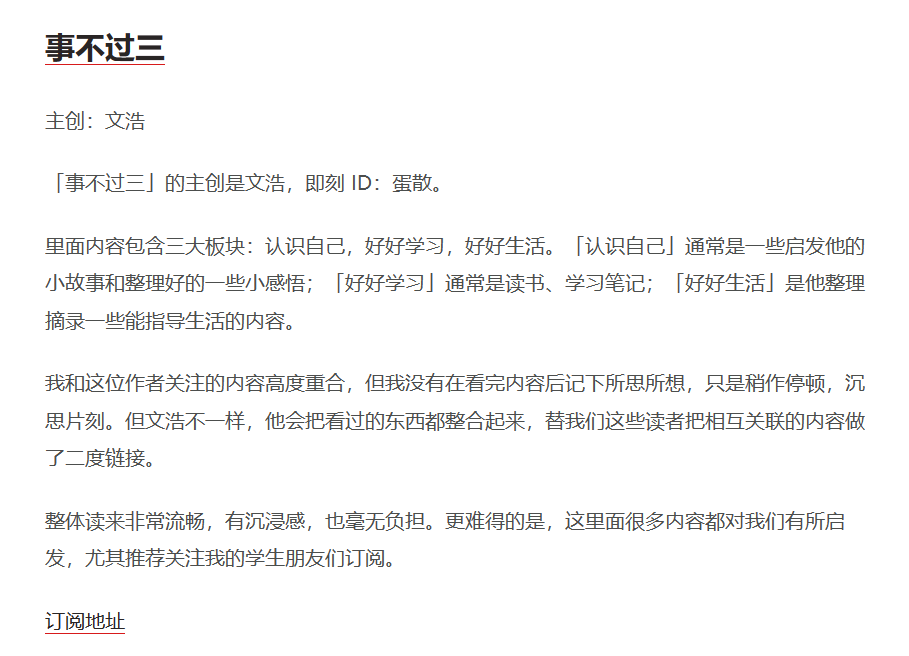 事不过三
主创：文浩
「事不过三」的主创是文浩，即刻 ID：蛋散。
里面内容包含三大板块：认识自己，好好学习，好好生活。「认识自己」通常是一些启发他的
小故事和整理好的一些小感悟；「好好学习」通常是读书、学习笔记；「好好生活」是他整理
摘录一些能指导生活的内容。
我和这位作者关注的内容高度重合，但我没有在看完内容后记下所思所想，只是稍作停顿，沉
思片刻。但文浩不一样，他会把看过的东西都整合起来，替我们这些读者把相互关联的内容做
了二度链接。
整体读来非常流畅，有沉浸感，也毫无负担。更难得的是，这里面很多内容都对我们有所启
发，尤其推荐关注我的学生朋友们订阅。
订阅地址